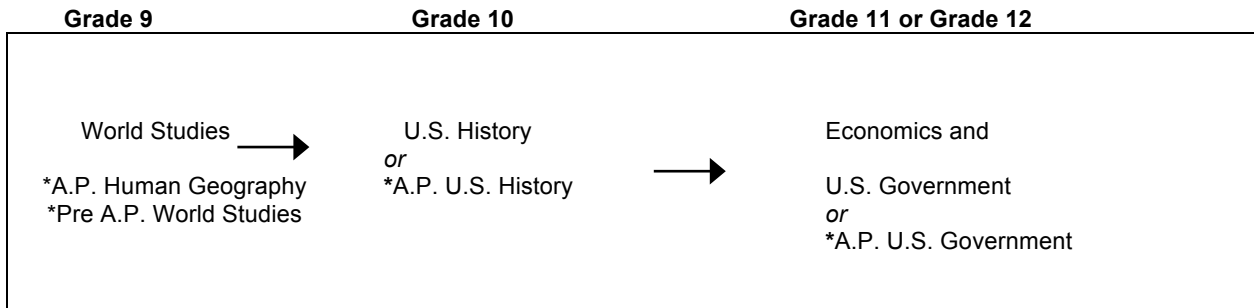 Grade 9 Grade 10 Grade 11 or Grade 12
World Studies U.S. History Economics and
or
*A.P. Human Geography *A.P. U.S. History U.S. Government
*Pre A.P. World Studies or
*A.P. U.S. Government